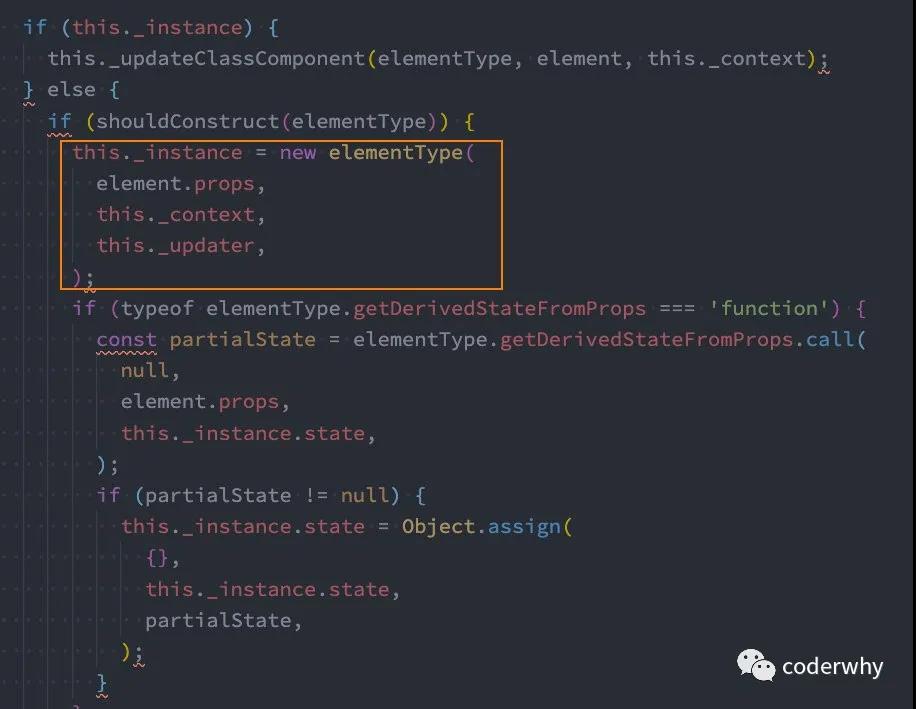 if (this._instance) {
this._updateClassComponent(elementType, element, this._context);
} else {
if (shouldConstruct(elementType)) {
this._instance = new elementType(
element.props,
this._context,
this._updater,
);
if (typeof elementType.getDerivedStateFromProps === 'function') {
const partialState = elementType.getDerivedStateFromProps.call(
null,
element.props,
this._instance.state,
);
if (partialState != null) {
this._instance.state = Object.assign(
{},
this._instance.state,
partialState,
);
}
coderwhy